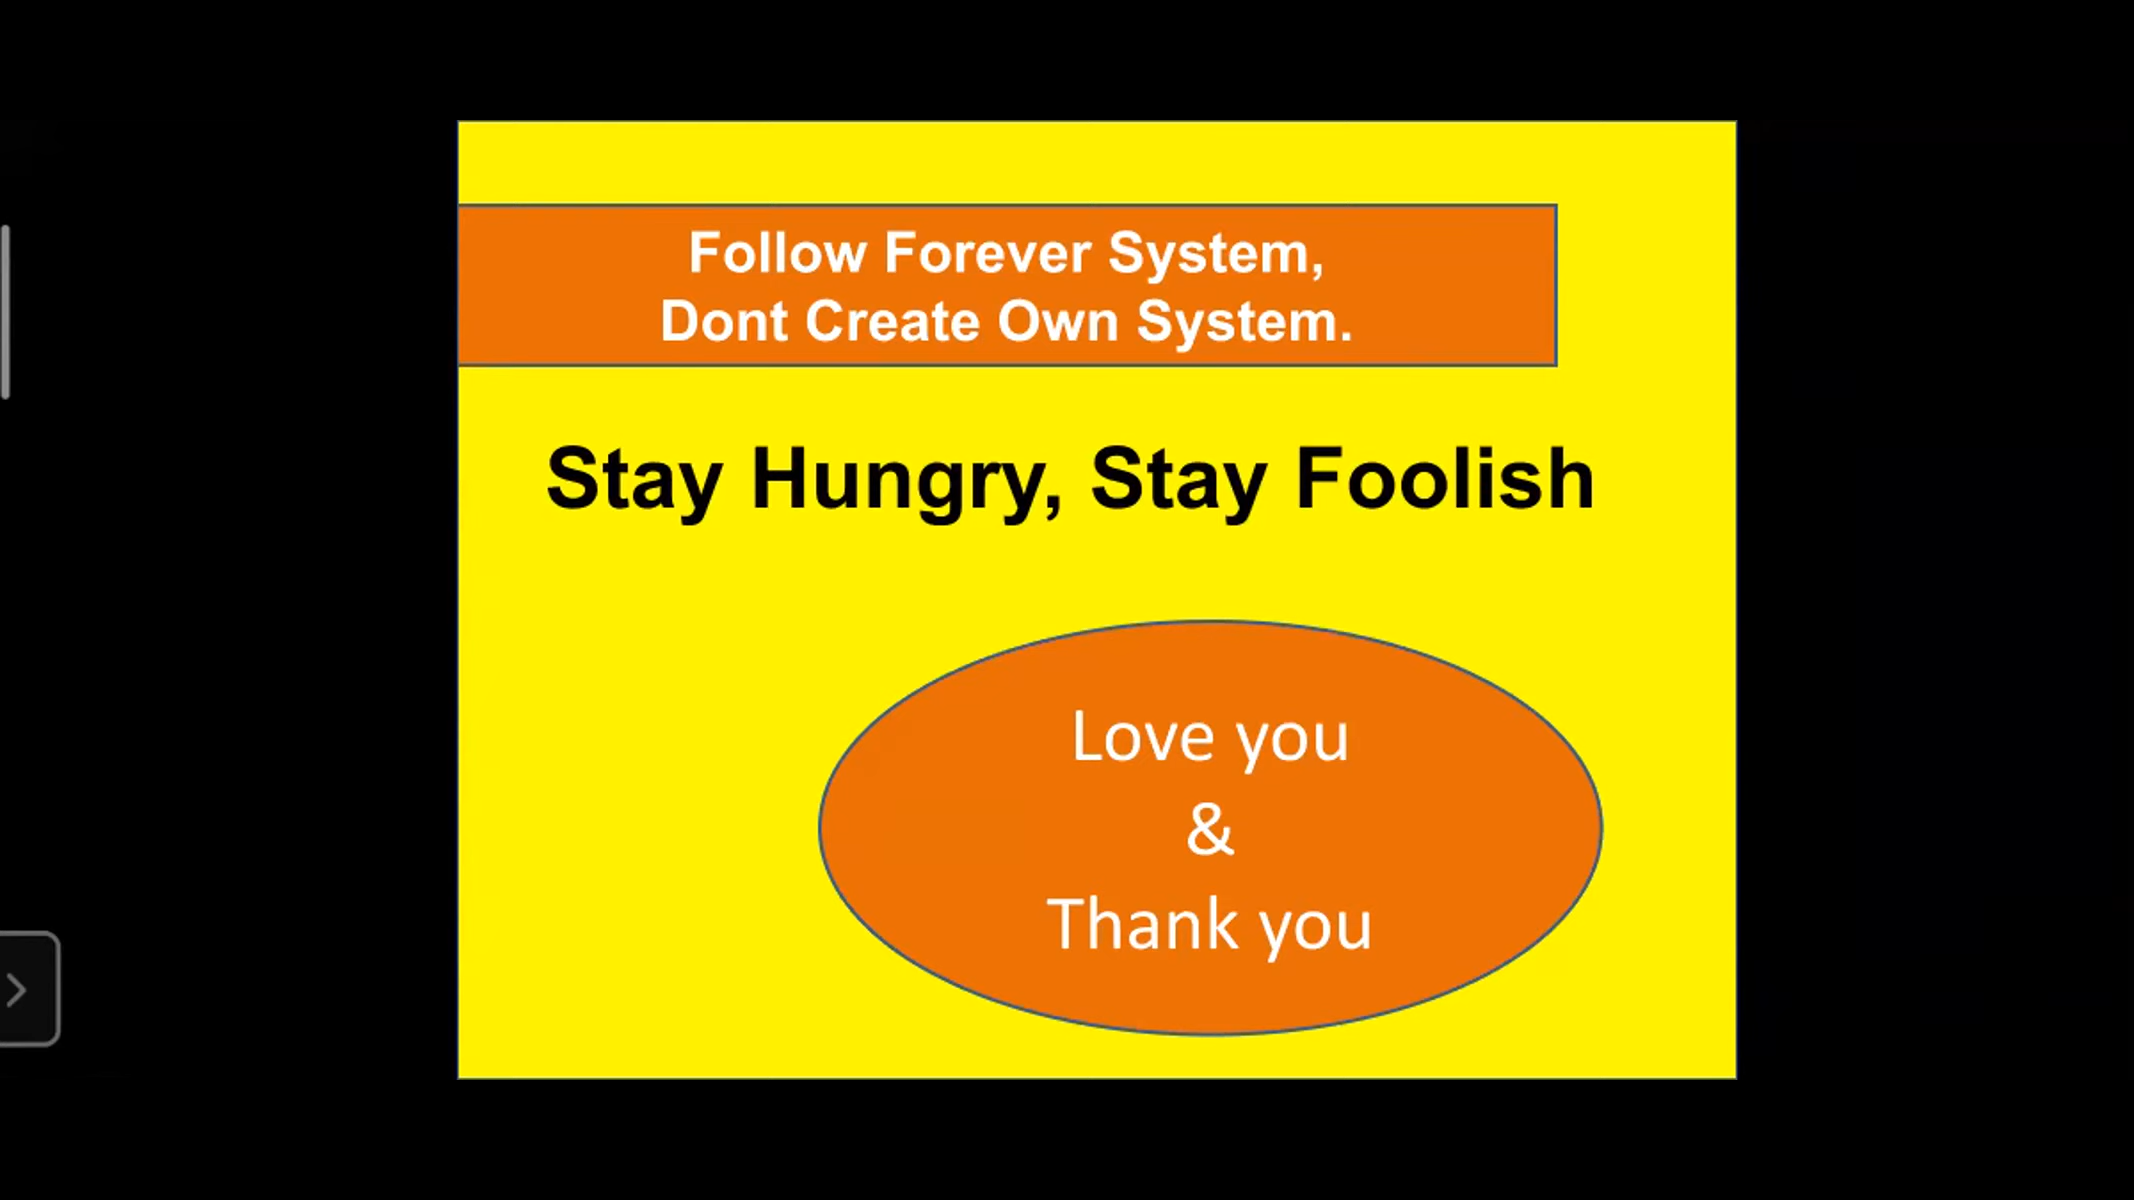 Follow Forever System,
Dont Create Own System.
Stay Hungry, Stay Foolish
Love you
&
Thank you